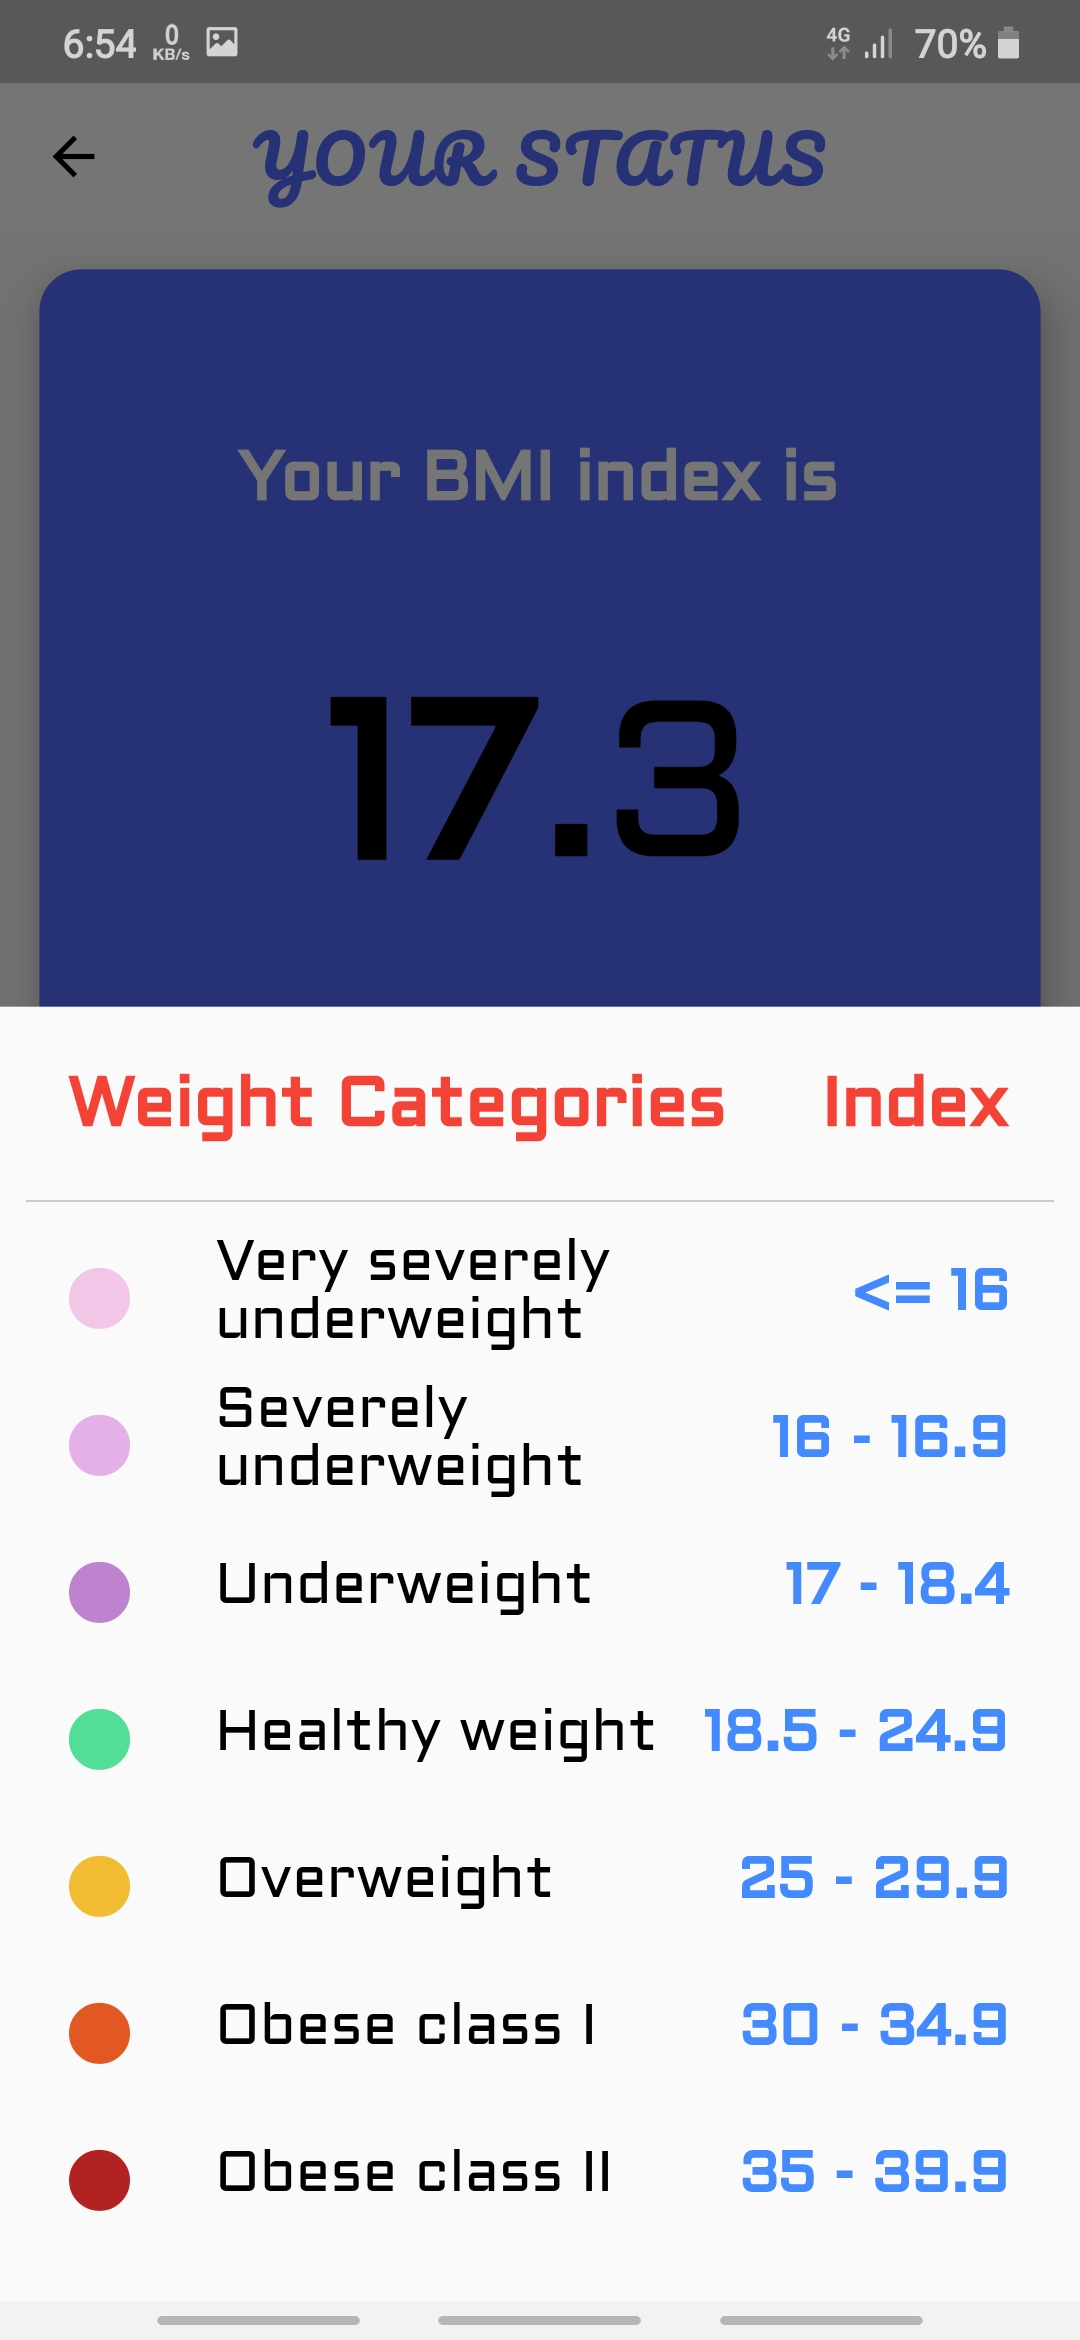 6:54 0 KB/s 4G 70%
YOUR STATUS
Your BMI index is
17.3
Weight Categories Index
Very severely
underweight <= 16
Severely
underweight 16 - 16.9
Underweight 17 - 18.4
Healthy weight 18.5 - 24.9
Overweight 25 - 29.9
Obese class I 30 - 34.9
Obese class II 35 - 39.9